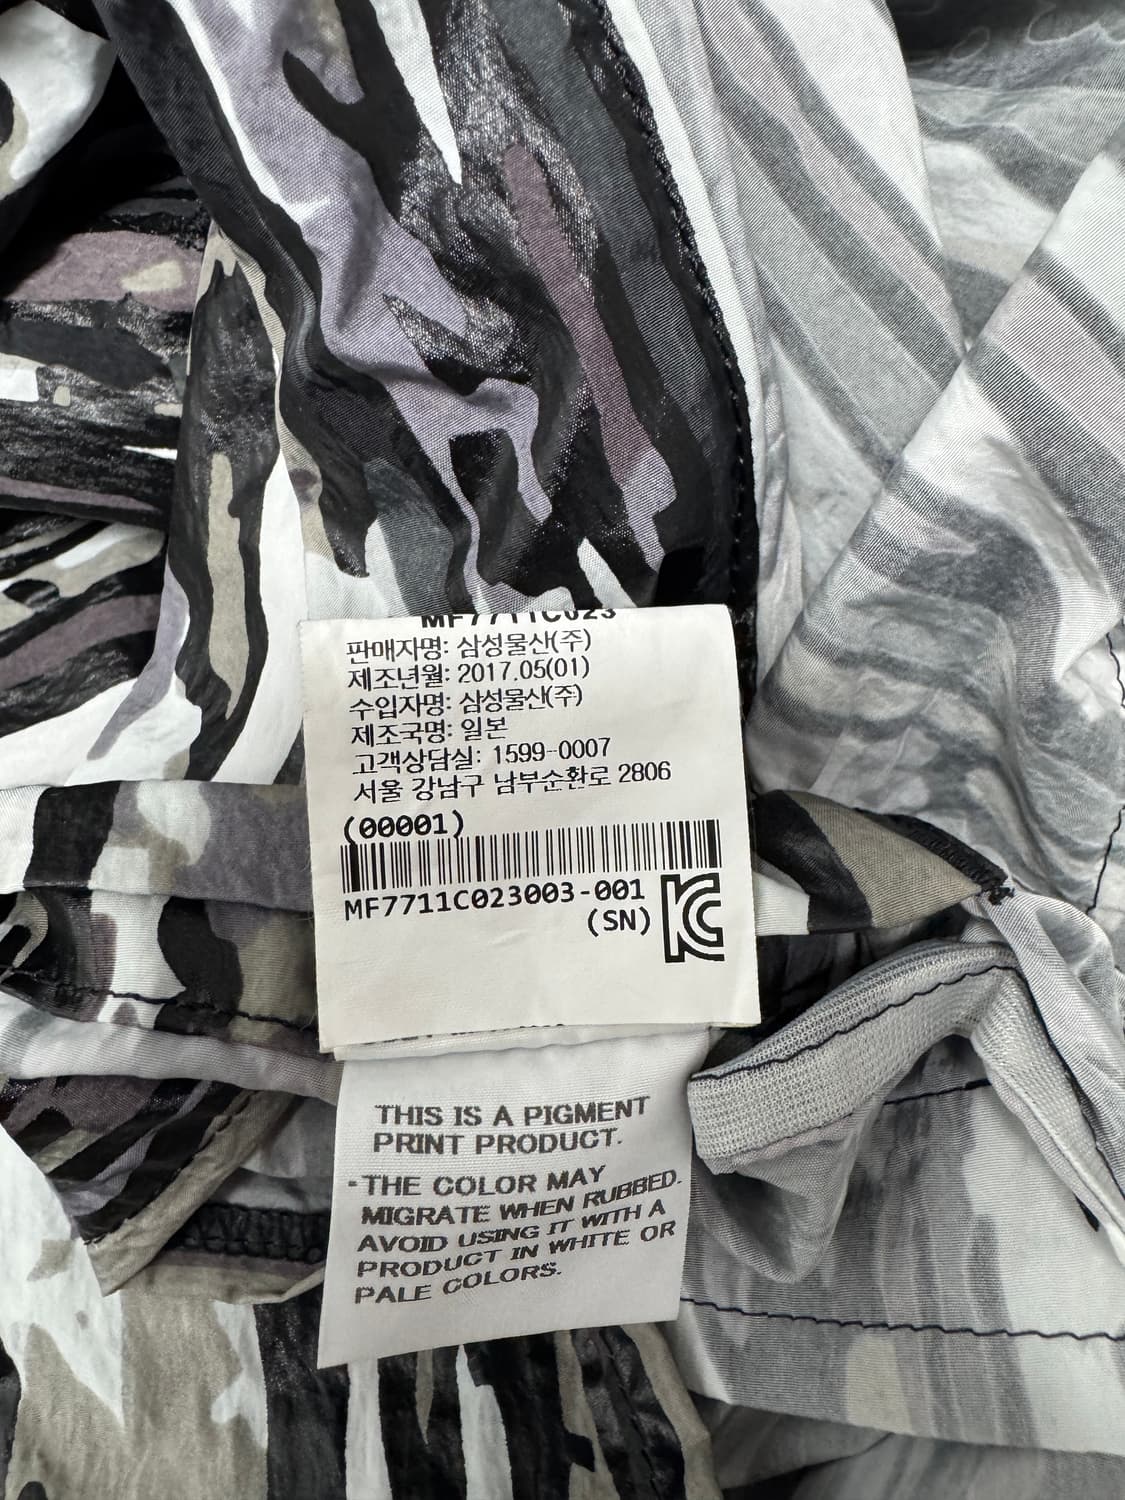 MF7711C023
판매자명: 삼성물산(주)
제조년월: 2017.05(01)
수입자명: 삼성물산(주)
제조국명: 일본
고객상담실: 1599-0007
서울 강남구 남부순환로 2806
(00001)
MF7711C023003-001
(SN)
THIS IS A PIGMENT
PRINT PRODUCT.
•THE COLOR MAY
MIGRATE WHEN RUBBED.
AVOID USING IT WITH A
PRODUCT IN WHITE OR
PALE COLORS.